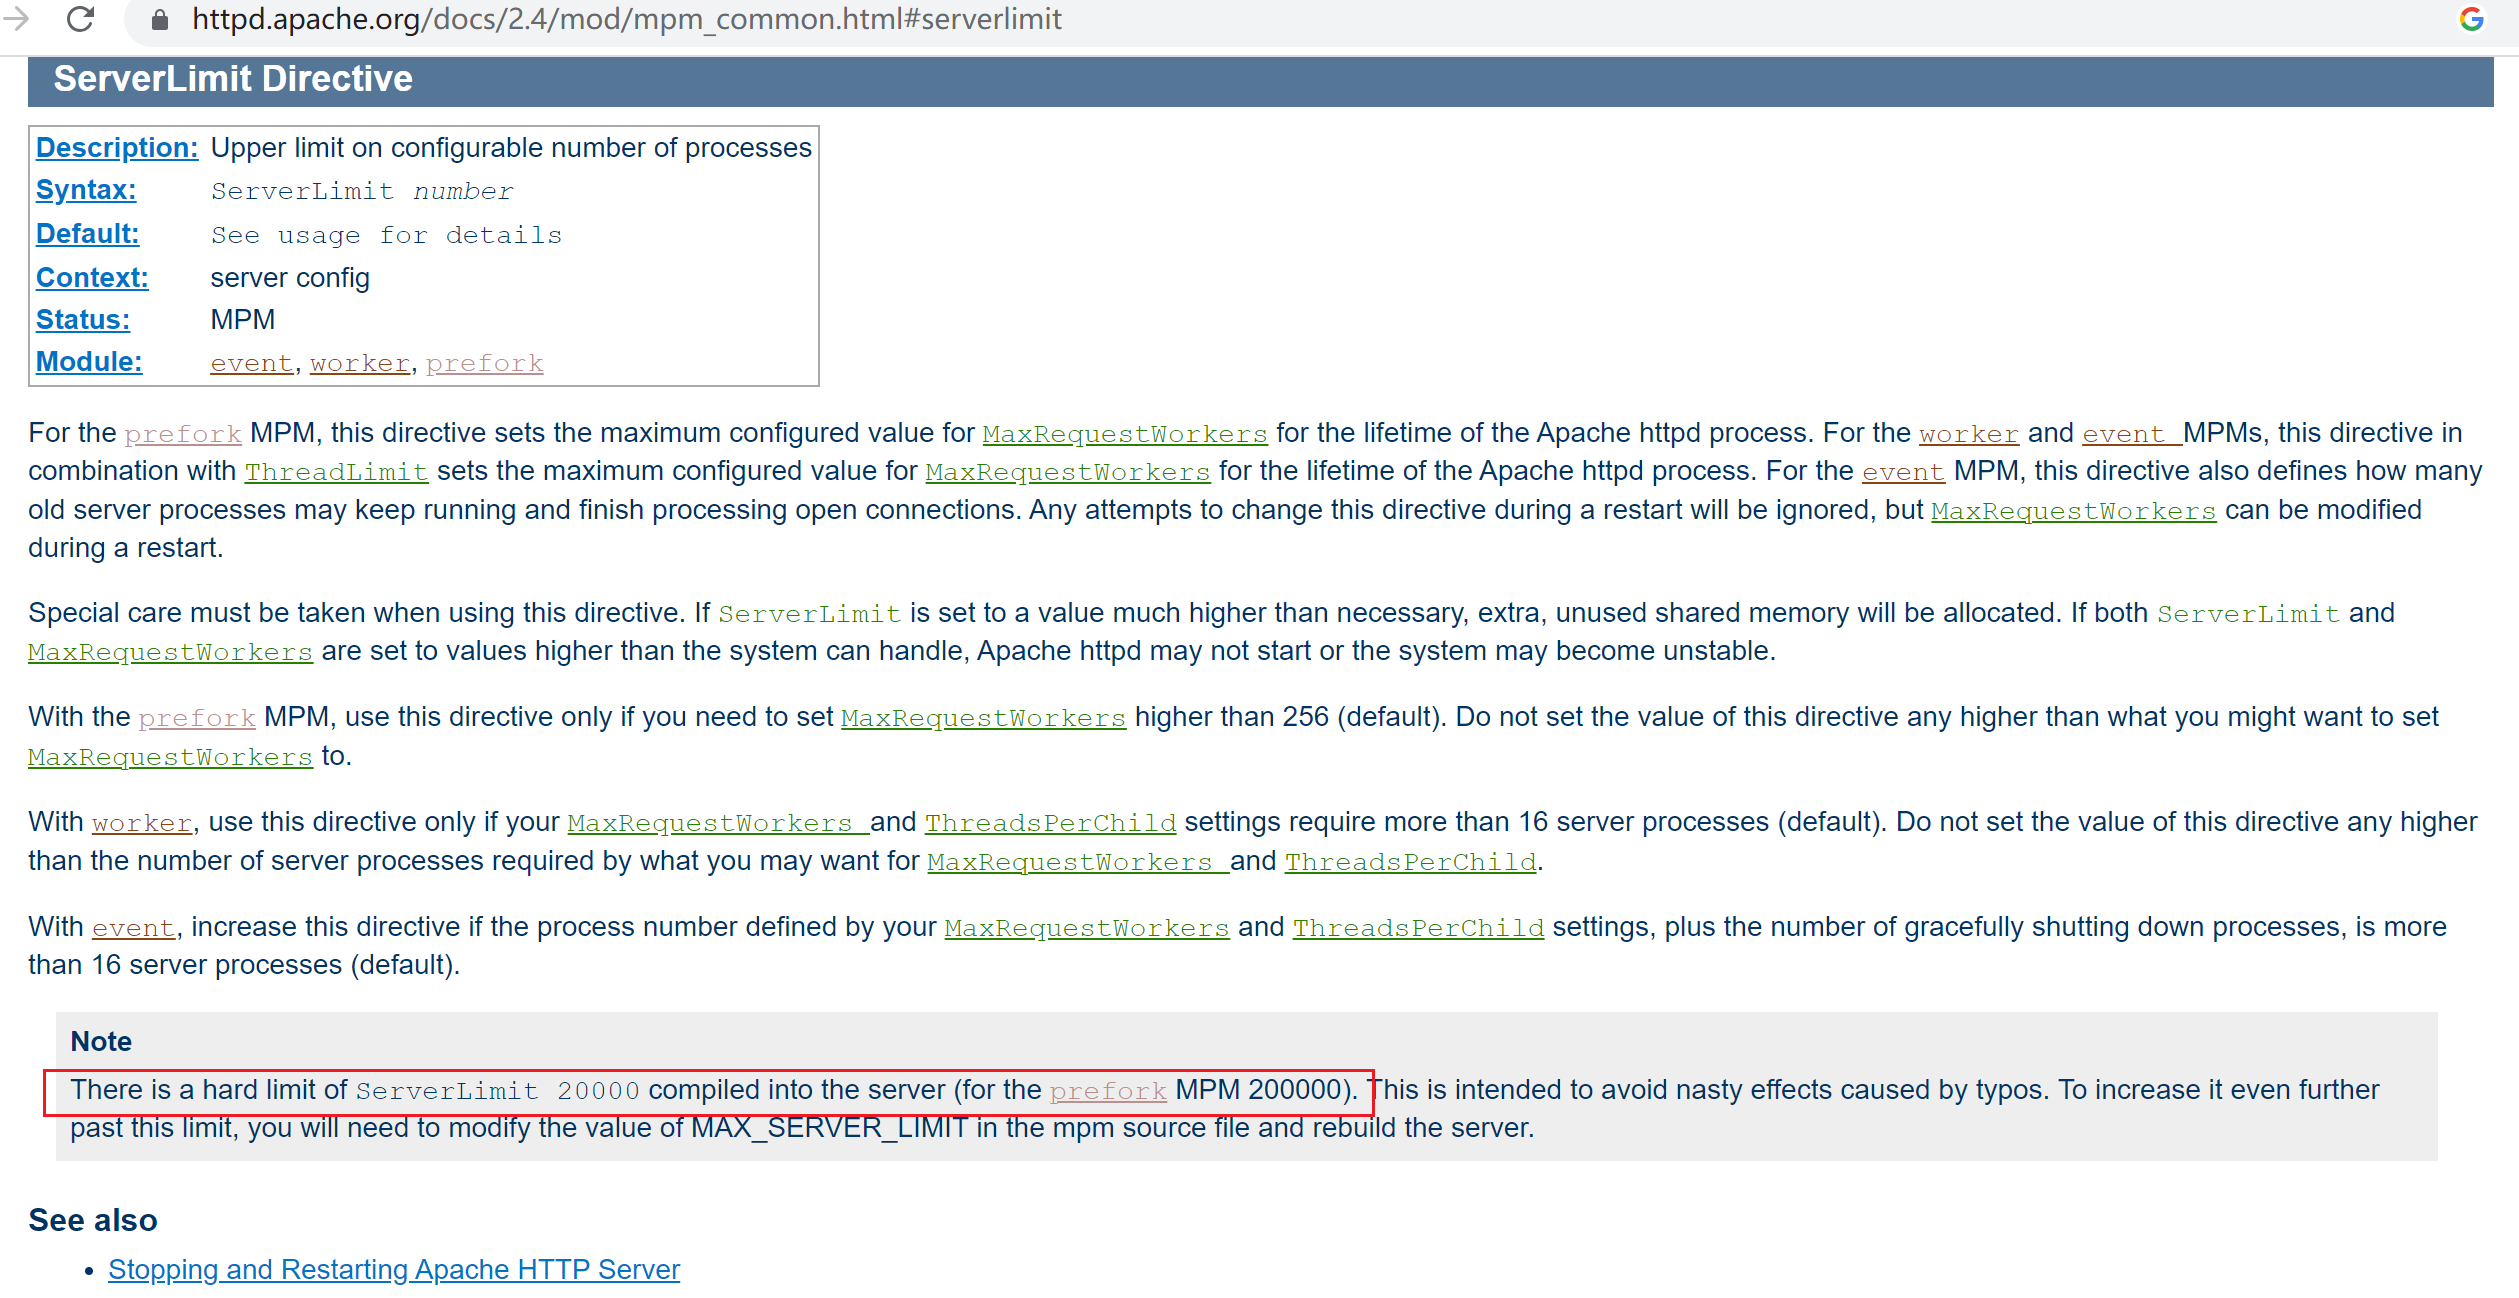 httpd.apache.org/docs/2.4/mod/mpm_common.html#serverlimit
ServerLimit Directive
Description: Upper limit on configurable number of processes
Syntax: ServerLimit number
Default: See usage for details
Context: server config
Status: MPM
Module: event, worker, prefork
For the prefork MPM, this directive sets the maximum configured value for MaxRequestWorkers for the lifetime of the Apache httpd process. For the worker and event MPMs, this directive in
combination with ThreadLimit sets the maximum configured value for MaxRequestWorkers for the lifetime of the Apache httpd process. For the event MPM, this directive also defines how many
old server processes may keep running and finish processing open connections. Any attempts to change this directive during a restart will be ignored, but MaxRequestWorkers can be modified
during a restart.
Special care must be taken when using this directive. If ServerLimit is set to a value much higher than necessary, extra, unused shared memory will be allocated. If both ServerLimit and
MaxRequestWorkers are set to values higher than the system can handle, Apache httpd may not start or the system may become unstable.
With the prefork MPM, use this directive only if you need to set MaxRequestWorkers higher than 256 (default). Do not set the value of this directive any higher than what you might want to set
MaxRequestWorkers to.
With worker, use this directive only if your MaxRequestWorkers and ThreadsPerChild settings require more than 16 server processes (default). Do not set the value of this directive any higher
than the number of server processes required by what you may want for MaxRequestWorkers and ThreadsPerChild.
With event, increase this directive if the process number defined by your MaxRequestWorkers and ThreadsPerChild settings, plus the number of gracefully shutting down processes, is more
than 16 server processes (default).
Note
There is a hard limit of ServerLimit 20000 compiled into the server (for the prefork MPM 200000). This is intended to avoid nasty effects caused by typos. To increase it even further
past this limit, you will need to modify the value of MAX_SERVER_LIMIT in the mpm source file and rebuild the server.
See also
• Stopping and Restarting Apache HTTP Server